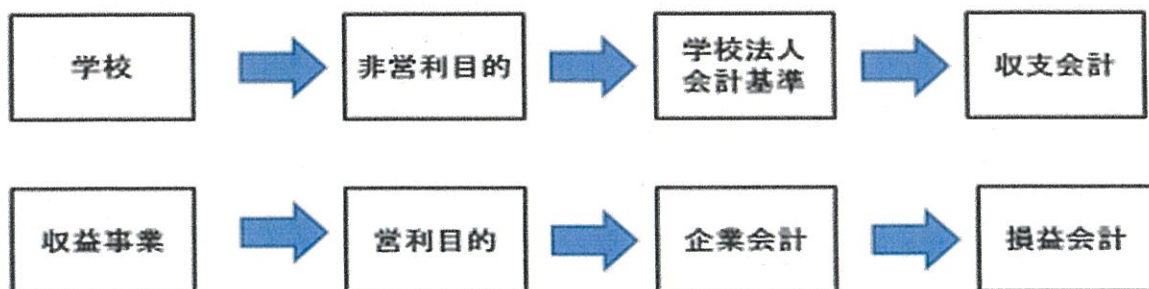 学校
非営利目的
学校法人
会計基準
収支会計
収益事業
営利目的
企業会計
損益会計